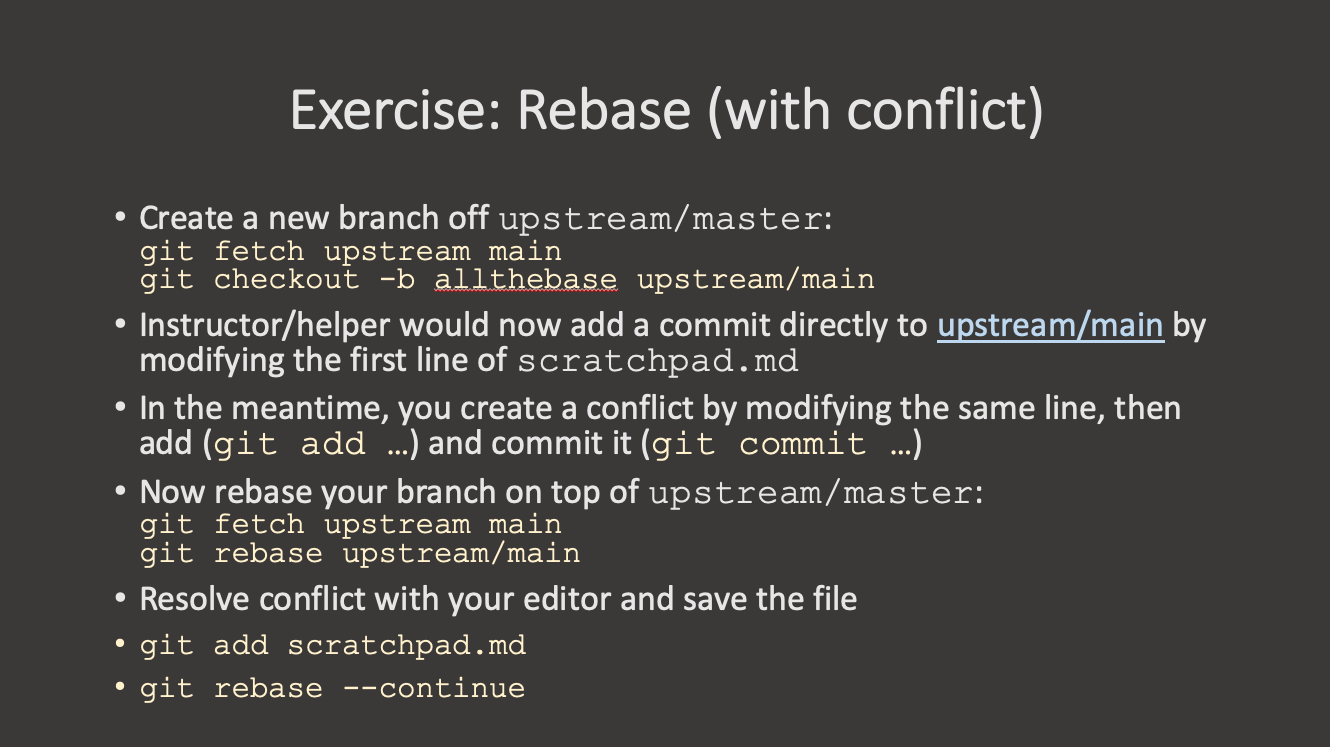 Exercise: Rebase (with conflict)
• Create a new branch off upstream/master:
git fetch upstream main
git checkout -b allthebase upstream/main
• Instructor/helper would now add a commit directly to upstream/main by
modifying the first line of scratchpad.md
• In the meantime, you create a conflict by modifying the same line, then
add (git add …) and commit it (git commit …)
• Now rebase your branch on top of upstream/master:
git fetch upstream main
git rebase upstream/main
• Resolve conflict with your editor and save the file
• git add scratchpad.md
• git rebase --continue